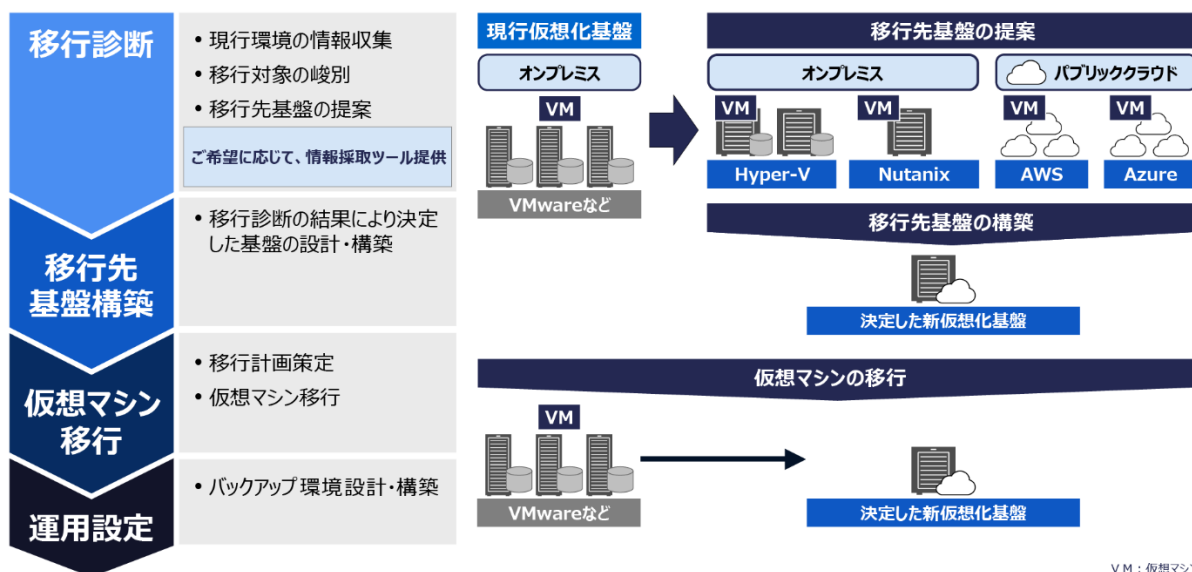 移行診断
• 現行環境の情報収集
• 移行対象の峻別
• 移行先基盤の提案
ご希望に応じて、情報採取ツール提供
現行仮想化基盤
オンプレミス
VM
VMwareなど
移行先基盤の提案
オンプレミス
パブリッククラウド
VM
VM
VM
VM
Hyper-V
Nutanix
AWS
Azure
移行先
基盤構築
• 移行診断の結果により決定
した基盤の設計・構築
移行先基盤の構築
決定した新仮想化基盤
仮想マシン
移行
• 移行計画策定
• 仮想マシン移行
仮想マシンの移行
VM
VMwareなど
決定した新仮想化基盤
運用設定
• バックアップ環境設計・構築
VM：仮想マシン